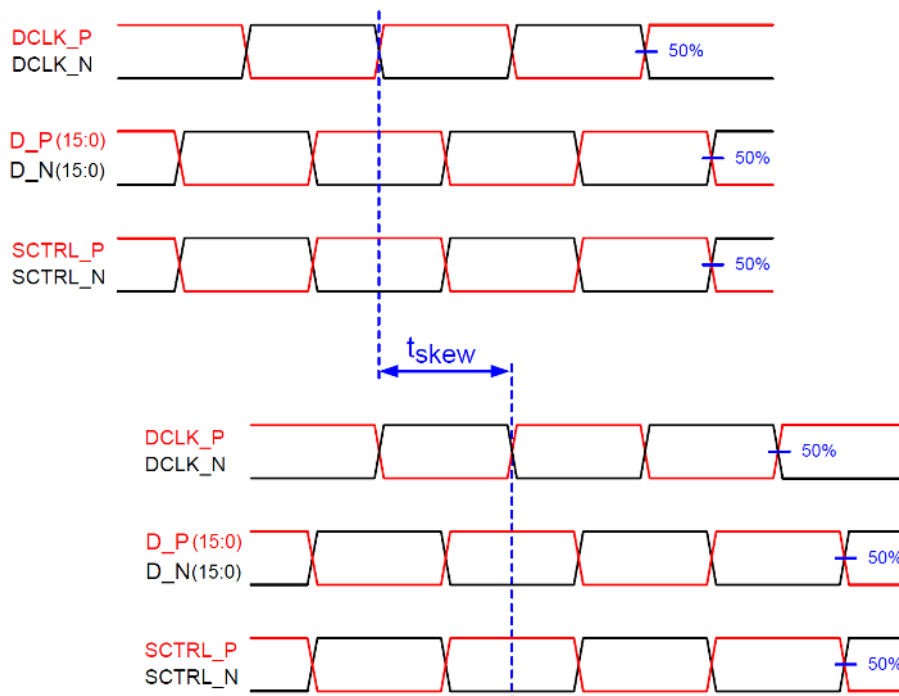 DCLK_P
DCLK_N
50%
D_P(15:0)
D_N(15:0)
50%
SCTRL_P
SCTRL_N
50%
tskew
DCLK_P
DCLK_N
50%
D_P(15:0)
D_N(15:0)
50%
SCTRL_P
SCTRL_N
50%